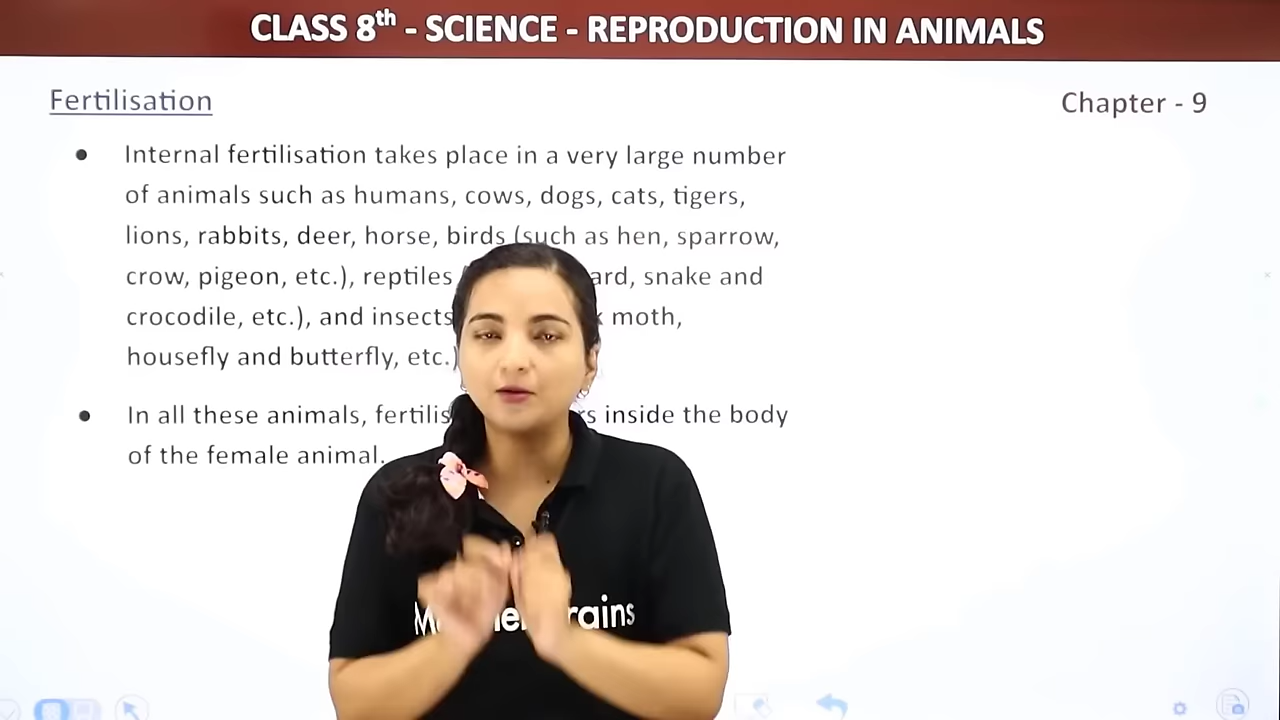 CLASS 8th - SCIENCE - REPRODUCTION IN ANIMALS
Fertilisation
Chapter - 9
● Internal fertilisation takes place in a very large number
of animals such as humans, cows, dogs, cats, tigers,
lions, rabbits, deer, horse, birds (such as hen, sparrow,
crow, pigeon, etc.), reptiles snake and
crocodile, etc.), and insects moth,
housefly and butterfly, etc.)
● In all these animals, inside the body
of the female animal.